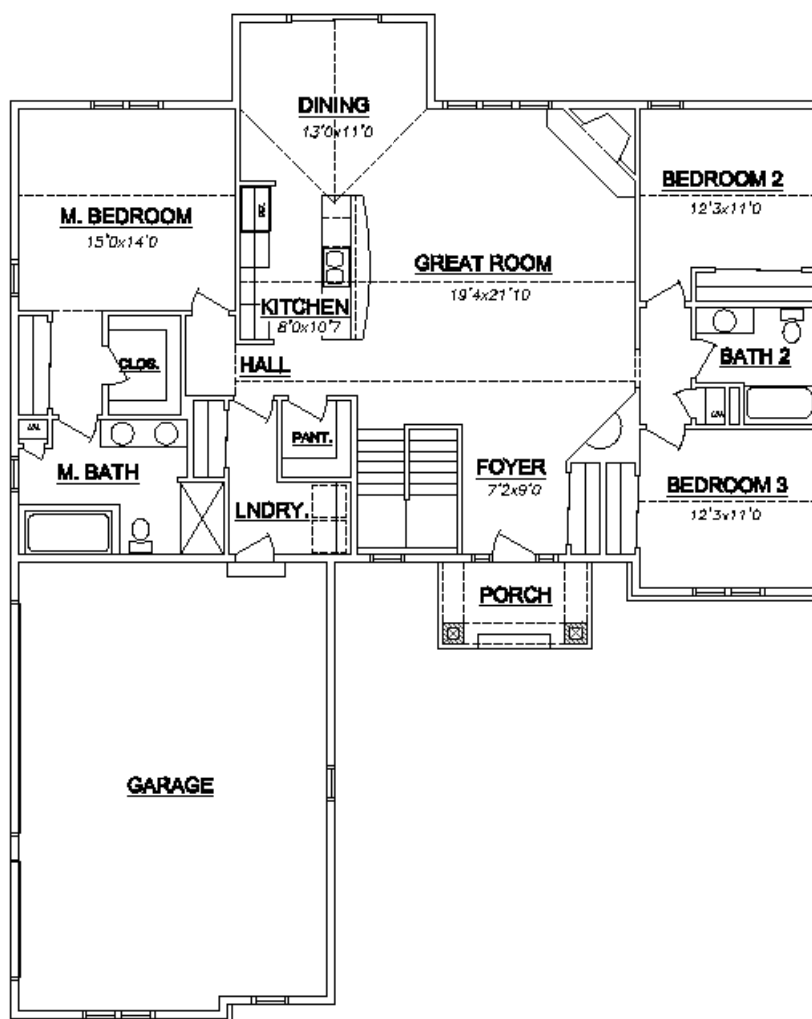 DINING
13'0x11'0
BEDROOM 2
12'3x11'0
M. BEDROOM
15'0x14'0
GREAT ROOM
19'4x21'10
KITCHEN
8'0x10'7
HALL
CLOS.
BATH 2
PANT.
M. BATH
FOYER
7'2x9'0
BEDROOM 3
12'3x11'0
LNDRY.
PORCH
GARAGE